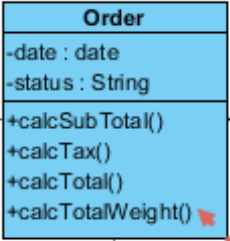 Order
-date : date
-status : String
+calcSubTotal()
+calcTax()
+calcTotal()
+calcTotalWeight()